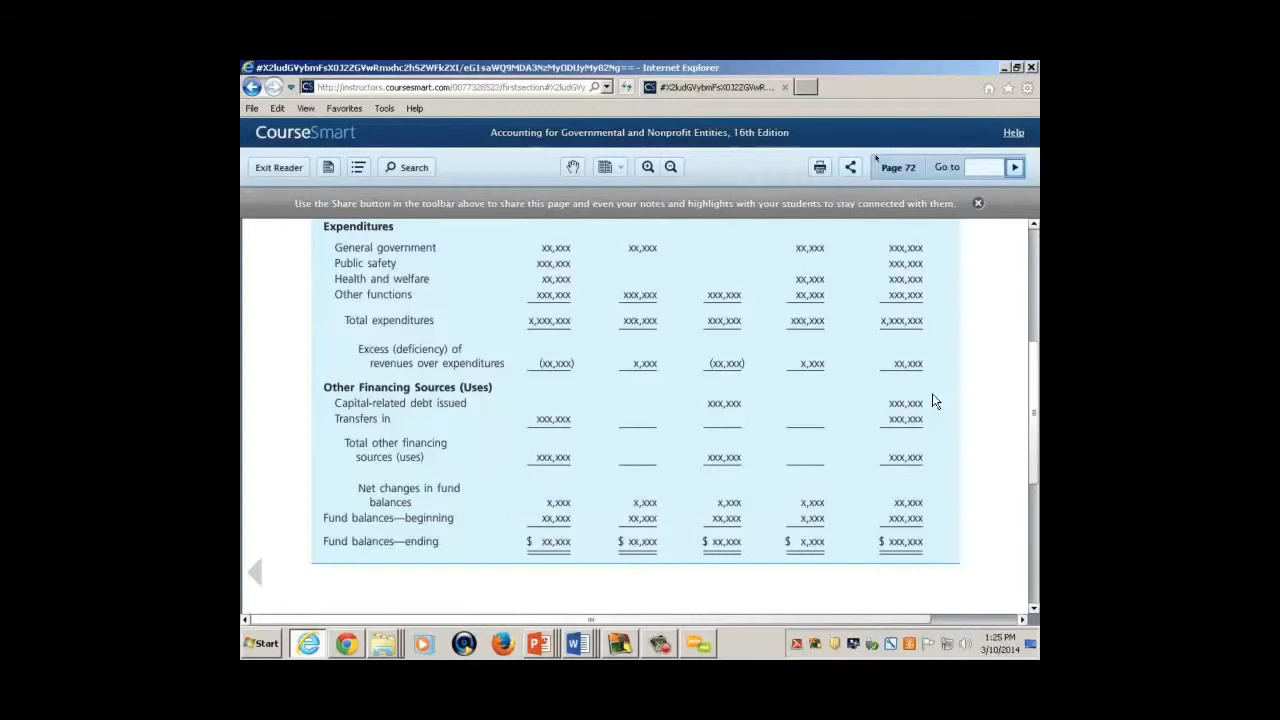 #X2ludGVybmFsX0J2ZGVwRmxhc2h5ZWFkZXI/eG1saWQ9MDA3NzMyODUyMy82Ng== - Internet Explorer
http://instructors.coursesmart.com/0077328523/firstsection#X2ludGVy
#X2ludGVybmFsX0J2ZGVwR...
File Edit View Favorites Tools Help
CourseSmart Accounting for Governmental and Nonprofit Entities, 16th Edition Help
Exit Reader Search Page 72 Go to
Use the Share button in the toolbar above to share this page and even your notes and highlights with your students to stay connected with them.
Expenditures
General government xx,xxx xx,xxx xx,xxx xxx,xxx
Public safety xxx,xxx xxx,xxx
Health and welfare xx,xxx xx,xxx xxx,xxx
Other functions xxx,xxx xxx,xxx xxx,xxx xx,xxx xxx,xxx
Total expenditures x,xxx,xxx xxx,xxx xxx,xxx xxx,xxx x,xxx,xxx
Excess (deficiency) of
revenues over expenditures (xx,xxx) x,xxx (xx,xxx) x,xxx xx,xxx
Other Financing Sources (Uses)
Capital-related debt issued xxx,xxx xxx,xxx
Transfers in xxx,xxx xxx,xxx
Total other financing
sources (uses) xxx,xxx xxx,xxx xxx,xxx
Net changes in fund
balances x,xxx x,xxx x,xxx x,xxx xx,xxx
Fund balances—beginning xx,xxx xx,xxx xx,xxx x,xxx xxx,xxx
Fund balances—ending $ xx,xxx $ xx,xxx $ xx,xxx $ x,xxx $ xxx,xxx
Start 1:25 PM
3/10/2014